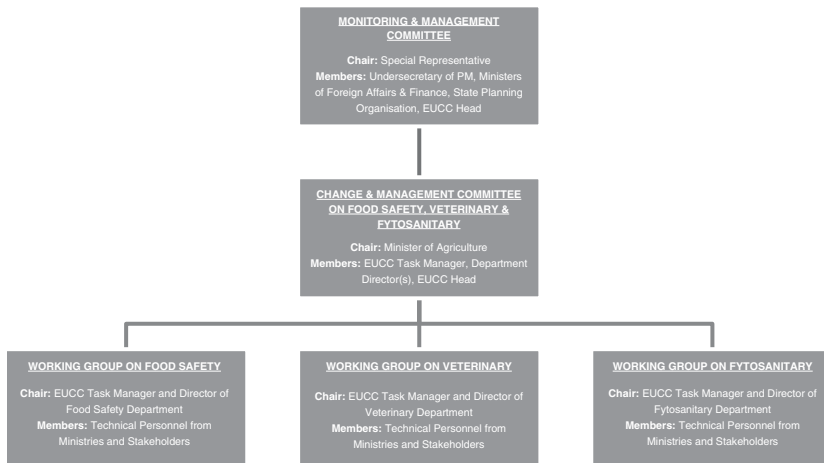 MONITORING & MANAGEMENT
COMMITTEE
Chair: Special Representative
Members: Undersecretary of PM, Ministers
of Foreign Affairs & Finance, State Planning
Organisation, EUCC Head
CHANGE & MANAGEMENT COMMITTEE
ON FOOD SAFETY, VETERINARY &
FYTOSANITARY
Chair: Minister of Agriculture
Members: EUCC Task Manager, Department
Director(s), EUCC Head
WORKING GROUP ON FOOD SAFETY
Chair: EUCC Task Manager and Director of
Food Safety Department
Members: Technical Personnel from
Ministries and Stakeholders
WORKING GROUP ON VETERINARY
Chair: EUCC Task Manager and Director of
Veterinary Department
Members: Technical Personnel from
Ministries and Stakeholders
WORKING GROUP ON FYTOSANITARY
Chair: EUCC Task Manager and Director of
Fytosanitary Department
Members: Technical Personnel from
Ministries and Stakeholders